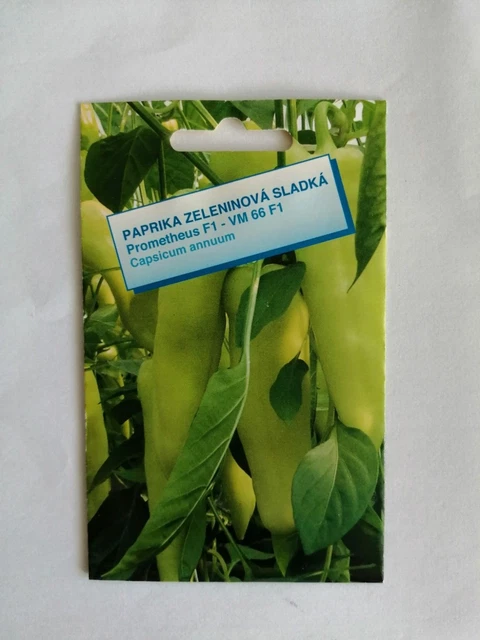 PAPRIKA ZELENINOVÁ SLADKÁ
Prometheus F1 - VM 66 F1
Capsicum annuum